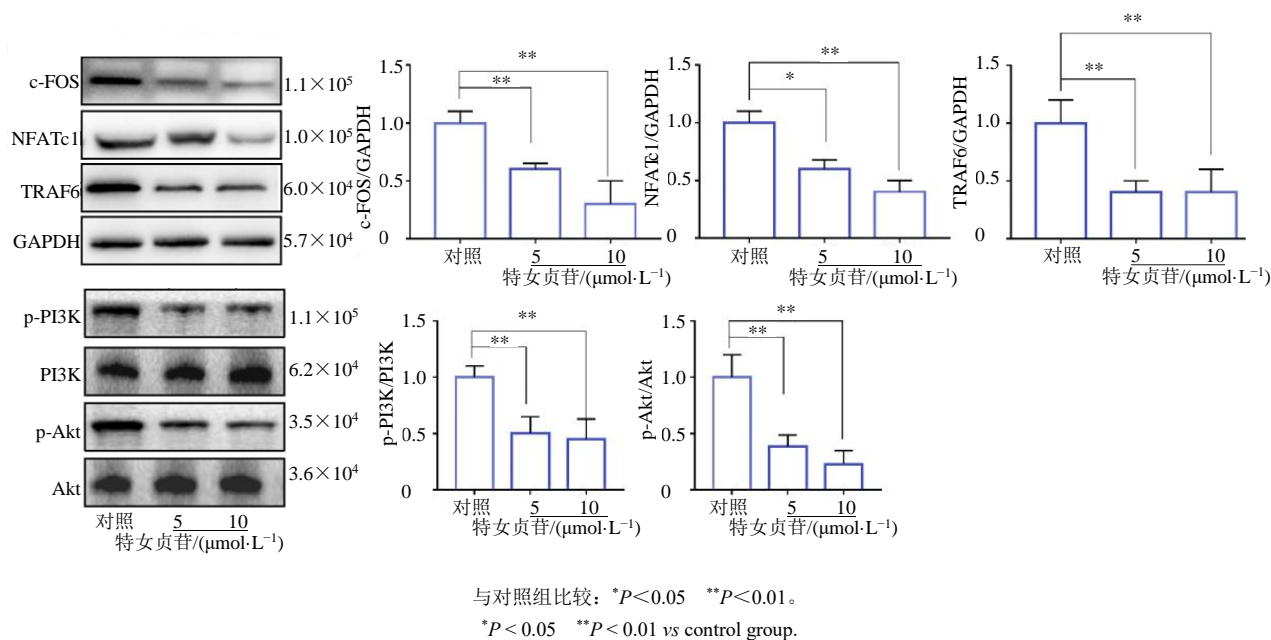 c-FOS
1.1×10⁵
NFATc1
1.0×10⁵
TRAF6
6.0×10⁴
GAPDH
5.7×10⁴
p-PI3K
1.1×10⁵
PI3K
6.2×10⁴
p-Akt
3.5×10⁴
Akt
3.6×10⁴
对照 5 10
特女贞苷/(μmol·L⁻¹)
c-FOS/GAPDH
1.5
1.0
0.5
0
**
**
对照 5 10
特女贞苷/(μmol·L⁻¹)
NFATc1/GAPDH
1.5
1.0
0.5
0
**
*
对照 5 10
特女贞苷/(μmol·L⁻¹)
TRAF6/GAPDH
1.5
1.0
0.5
0
**
**
对照 5 10
特女贞苷/(μmol·L⁻¹)
p-PI3K/PI3K
1.5
1.0
0.5
0
**
**
对照 5 10
特女贞苷/(μmol·L⁻¹)
p-Akt/Akt
1.5
1.0
0.5
0
**
**
对照 5 10
特女贞苷/(μmol·L⁻¹)
与对照组比较：*P＜0.05 **P＜0.01。
*P < 0.05 **P < 0.01 vs control group.